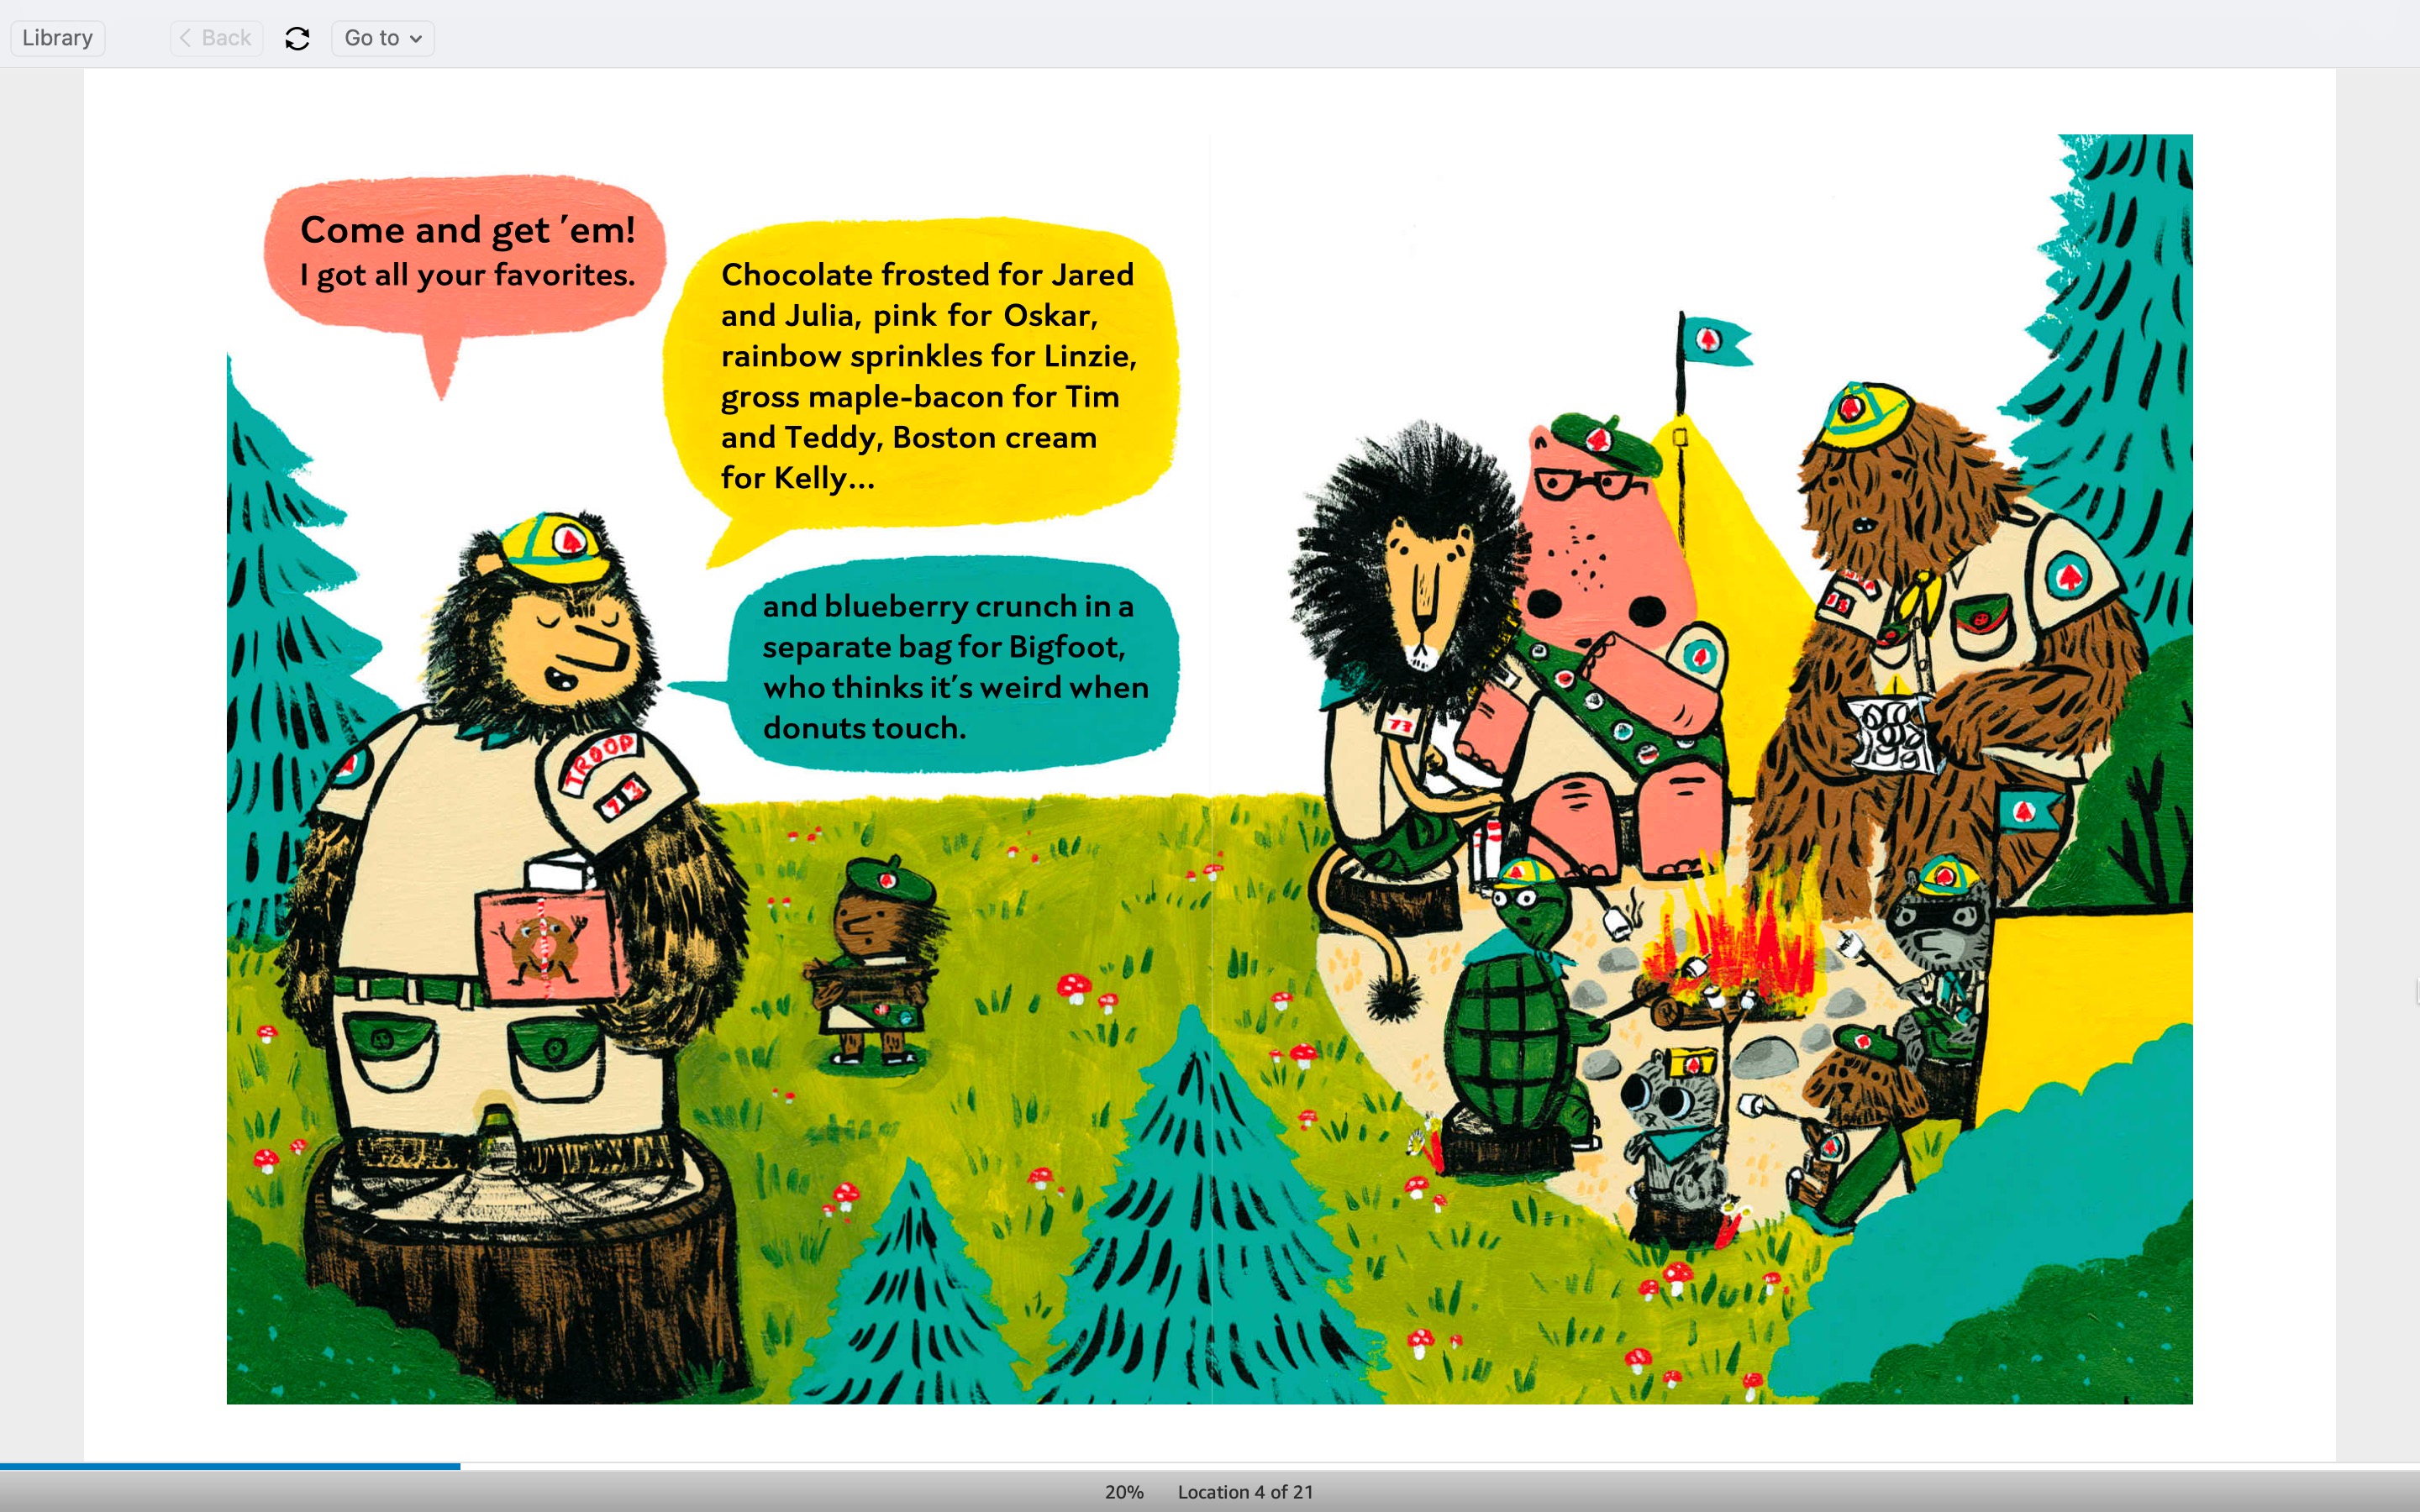 Library
Back
Go to
Come and get ’em!
I got all your favorites.
Chocolate frosted for Jared
and Julia, pink for Oskar,
rainbow sprinkles for Linzie,
gross maple-bacon for Tim
and Teddy, Boston cream
for Kelly...
and blueberry crunch in a
separate bag for Bigfoot,
who thinks it’s weird when
donuts touch.
TROOP
73
73
20%
Location 4 of 21